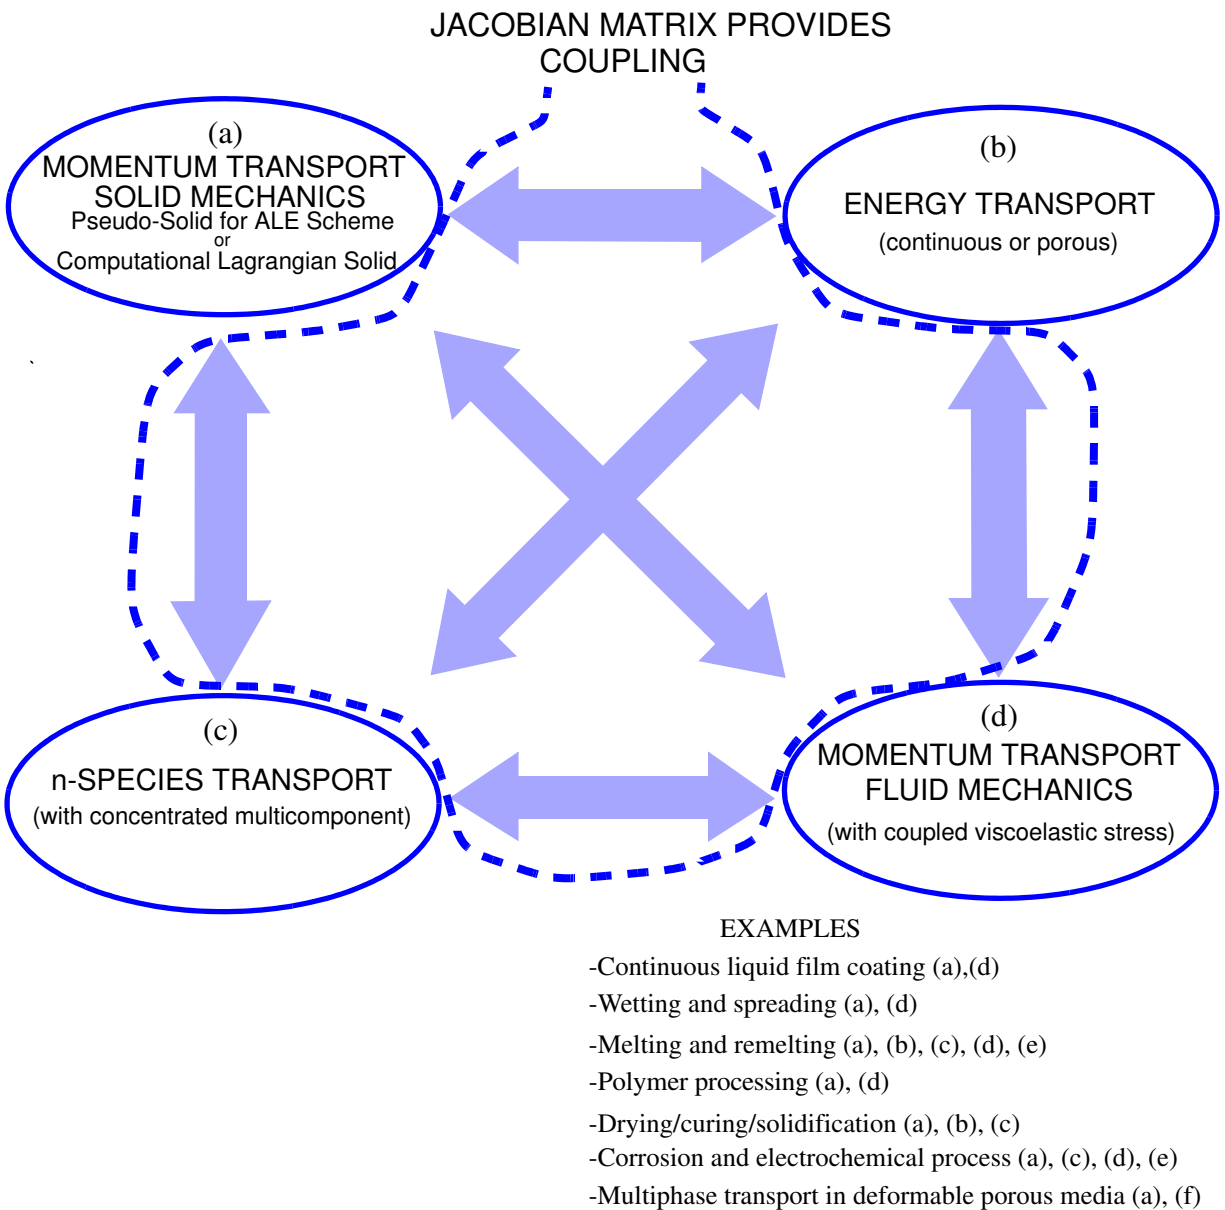 JACOBIAN MATRIX PROVIDES
COUPLING
(a)
MOMENTUM TRANSPORT
SOLID MECHANICS
Pseudo-Solid for ALE Scheme
or
Computational Lagrangian Solid
(b)
ENERGY TRANSPORT
(continuous or porous)
(c)
n-SPECIES TRANSPORT
(with concentrated multicomponent)
(d)
MOMENTUM TRANSPORT
FLUID MECHANICS
(with coupled viscoelastic stress)
EXAMPLES
-Continuous liquid film coating (a),(d)
-Wetting and spreading (a), (d)
-Melting and remelting (a), (b), (c), (d), (e)
-Polymer processing (a), (d)
-Drying/curing/solidification (a), (b), (c)
-Corrosion and electrochemical process (a), (c), (d), (e)
-Multiphase transport in deformable porous media (a), (f)